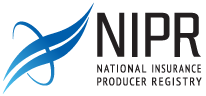 NIPR
NATIONAL INSURANCE
PRODUCER REGISTRY